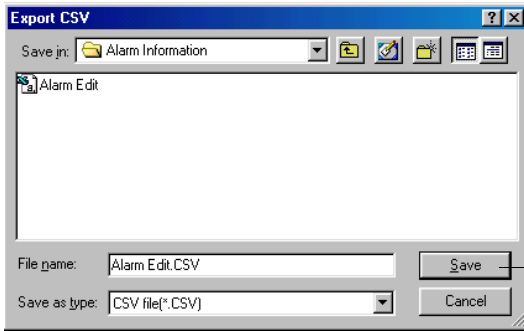 Export CSV
Save in: Alarm Information
Alarm Edit
File name: Alarm Edit.CSV Save
Save as type: CSV file(*.CSV) Cancel